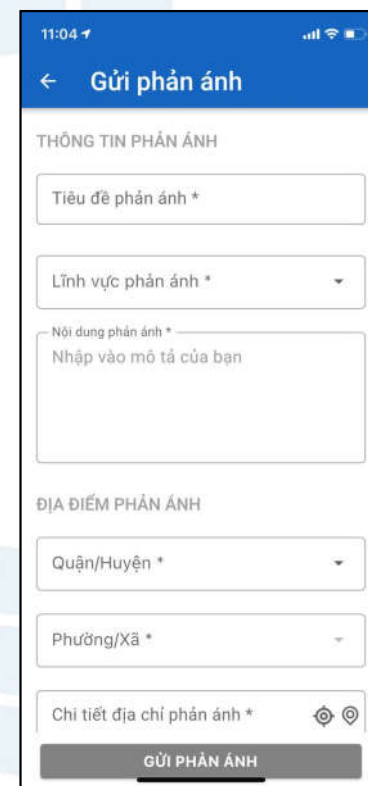 11:04
Gửi phản ánh
THÔNG TIN PHẢN ÁNH
Tiêu đề phản ánh *
Lĩnh vực phản ánh *
Nội dung phản ánh *
Nhập vào mô tả của bạn
ĐỊA ĐIỂM PHẢN ÁNH
Quận/Huyện *
Phường/Xã *
Chi tiết địa chỉ phản ánh *
GỬI PHẢN ÁNH